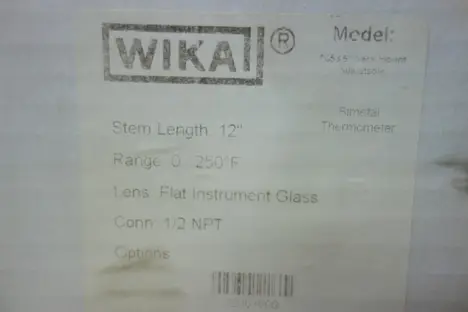 WIKA®
Model:
Bimetal
Thermometer
Stem Length 12"
Range 0 250°F
Lens Flat Instrument Glass
Conn 1/2 NPT
Options